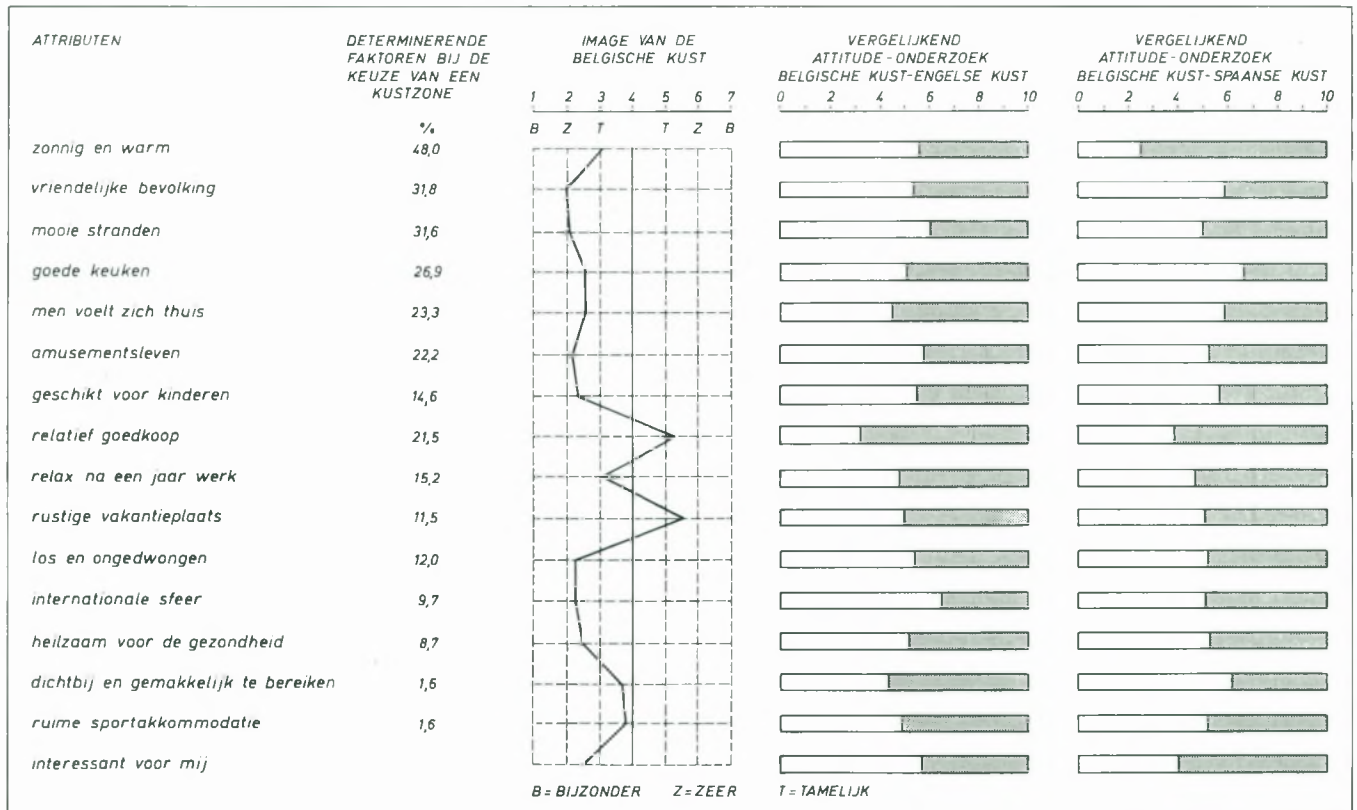 ATTRIBUTEN
DETERMINERENDE
FAKTOREN BIJ DE
KEUZE VAN EEN
KUSTZONE
%
IMAGE VAN DE
BELGISCHE KUST
1 2 3 4 5 6 7
B Z T T Z B
VERGELIJKEND
ATTITUDE-ONDERZOEK
BELGISCHE KUST-ENGELSE KUST
0 2 4 6 8 10
VERGELIJKEND
ATTITUDE-ONDERZOEK
BELGISCHE KUST-SPAANSE KUST
0 2 4 6 8 10
zonnig en warm 48,0
vriendelijke bevolking 31,8
mooie stranden 31,6
goede keuken 26,9
men voelt zich thuis 23,3
amusementsleven 22,2
geschikt voor kinderen 14,6
relatief goedkoop 21,5
relax na een jaar werk 15,2
rustige vakantieplaats 11,5
los en ongedwongen 12,0
internationale sfeer 9,7
heilzaam voor de gezondheid 8,7
dichtbij en gemakkelijk te bereiken 1,6
ruime sportakkommodatie 1,6
interessant voor mij
B = BIJZONDER Z = ZEER T = TAMELIJK